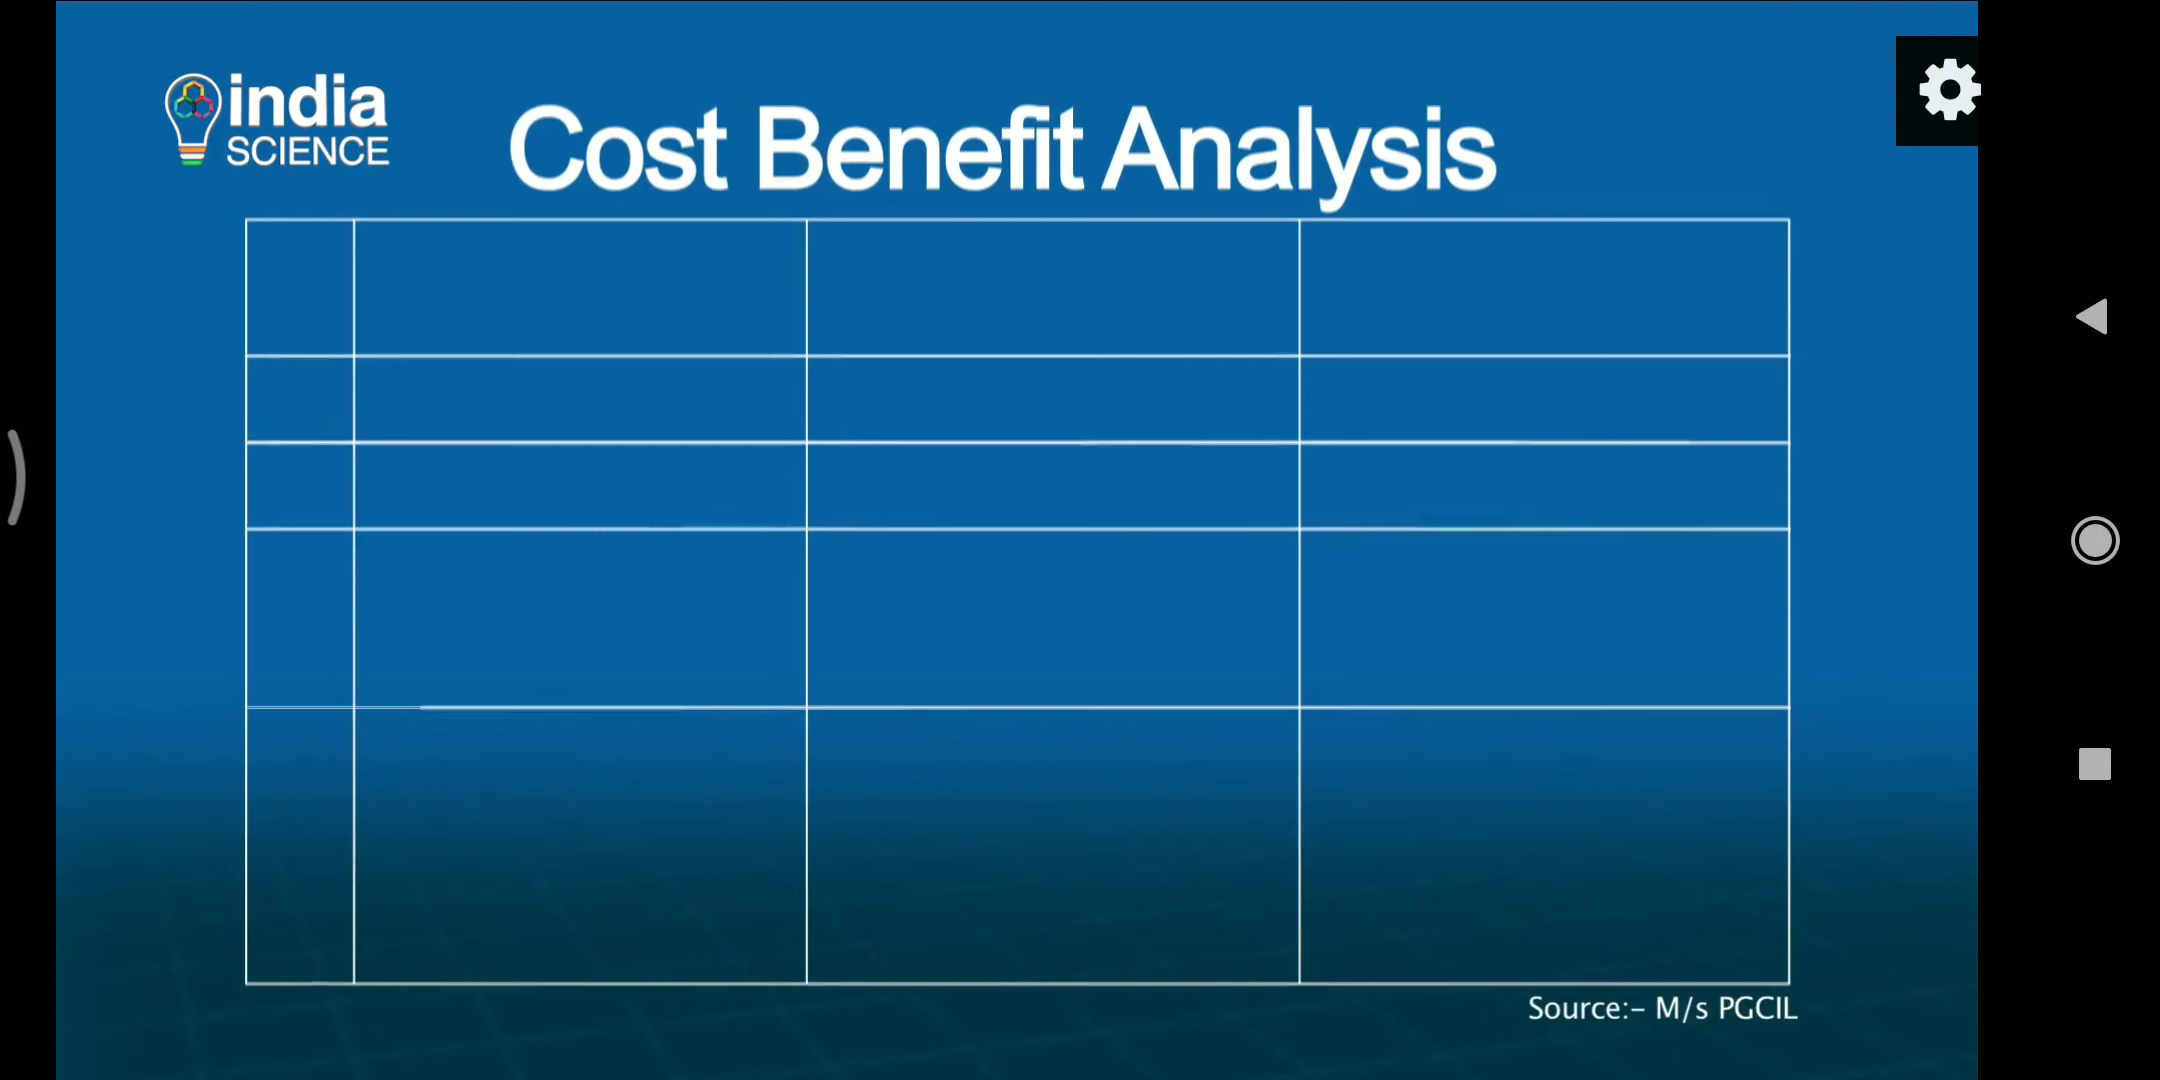 india
SCIENCE
Cost Benefit Analysis
Source:- M/s PGCIL